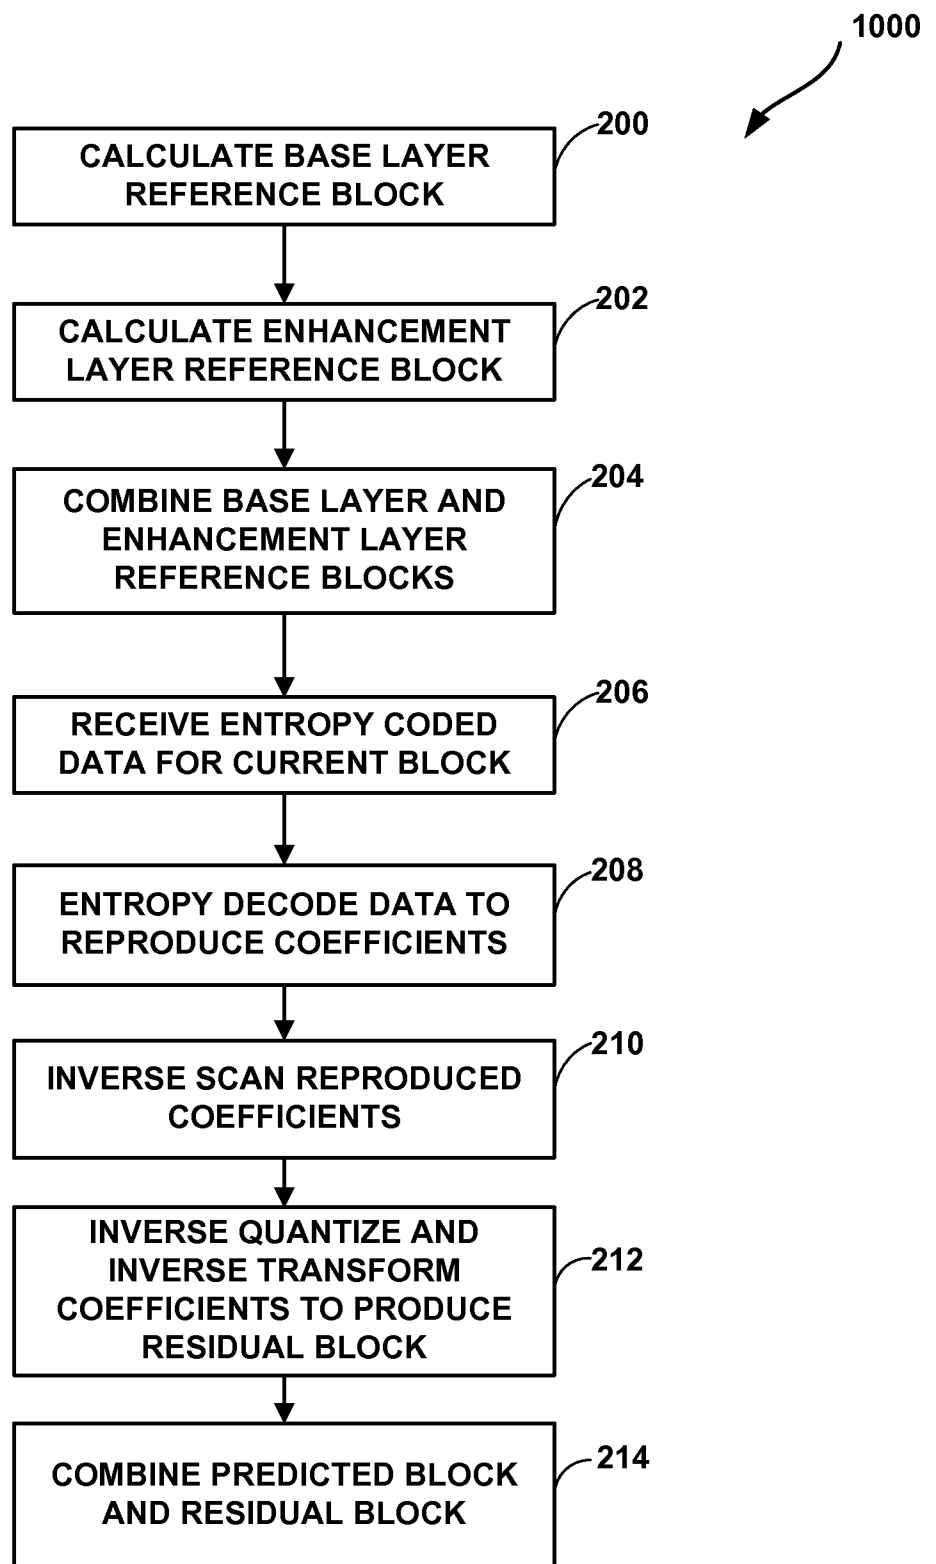 1000
200
CALCULATE BASE LAYER
REFERENCE BLOCK
202
CALCULATE ENHANCEMENT
LAYER REFERENCE BLOCK
204
COMBINE BASE LAYER AND
ENHANCEMENT LAYER
REFERENCE BLOCKS
206
RECEIVE ENTROPY CODED
DATA FOR CURRENT BLOCK
208
ENTROPY DECODE DATA TO
REPRODUCE COEFFICIENTS
210
INVERSE SCAN REPRODUCED
COEFFICIENTS
212
INVERSE QUANTIZE AND
INVERSE TRANSFORM
COEFFICIENTS TO PRODUCE
RESIDUAL BLOCK
214
COMBINE PREDICTED BLOCK
AND RESIDUAL BLOCK